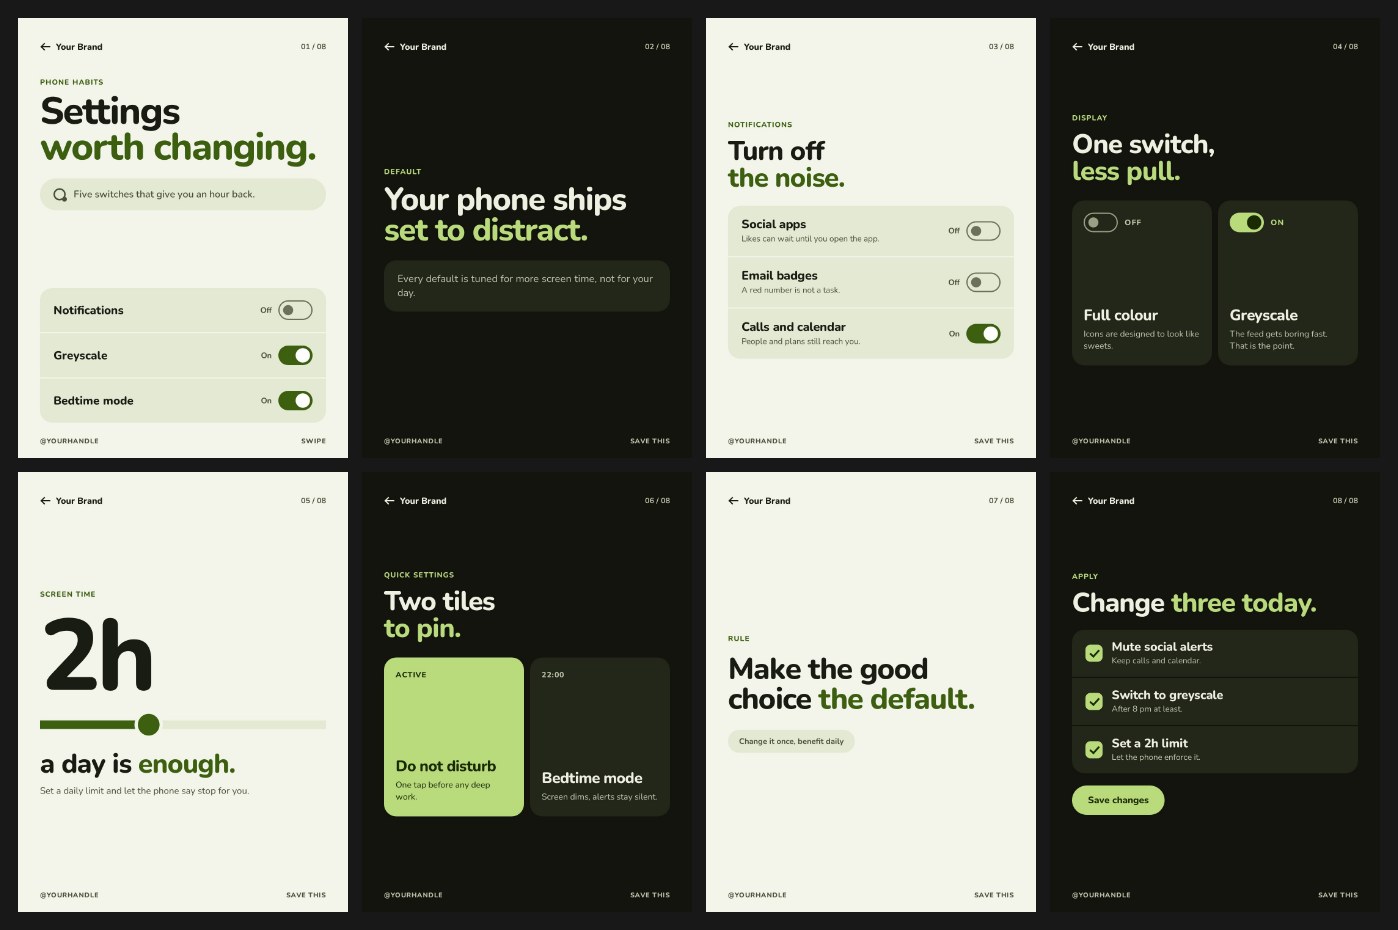 Your Brand
01 / 08
PHONE HABITS
Settings
worth changing.
Five switches that give you an hour back.
Notifications
Off
Greyscale
On
Bedtime mode
On
@YOURHANDLE
SWIPE
Your Brand
02 / 08
DEFAULT
Your phone ships
set to distract.
Every default is tuned for more screen time, not for your
day.
@YOURHANDLE
SAVE THIS
Your Brand
03 / 08
NOTIFICATIONS
Turn off
the noise.
Social apps
Likes can wait until you open the app.
Off
Email badges
A red number is not a task.
Off
Calls and calendar
People and plans still reach you.
On
@YOURHANDLE
SAVE THIS
Your Brand
04 / 08
DISPLAY
One switch,
less pull.
OFF
Full colour
Icons are designed to look like
sweets.
ON
Greyscale
The feed gets boring fast.
That is the point.
@YOURHANDLE
SAVE THIS
Your Brand
05 / 08
SCREEN TIME
2h
a day is enough.
Set a daily limit and let the phone say stop for you.
@YOURHANDLE
SAVE THIS
Your Brand
06 / 08
QUICK SETTINGS
Two tiles
to pin.
ACTIVE
Do not disturb
One tap before any deep
work.
22:00
Bedtime mode
Screen dims, alerts stay silent.
@YOURHANDLE
SAVE THIS
Your Brand
07 / 08
RULE
Make the good
choice the default.
Change it once, benefit daily
@YOURHANDLE
SAVE THIS
Your Brand
08 / 08
APPLY
Change three today.
Mute social alerts
Keep calls and calendar.
Switch to greyscale
After 8 pm at least.
Set a 2h limit
Let the phone enforce it.
Save changes
@YOURHANDLE
SAVE THIS